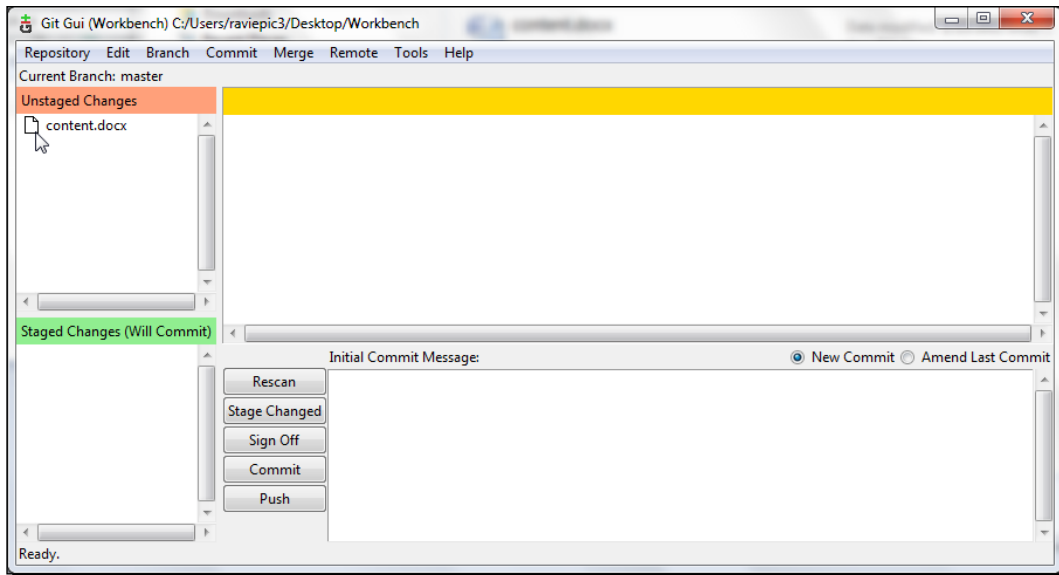 Git Gui (Workbench) C:/Users/raviepic3/Desktop/Workbench
Repository Edit Branch Commit Merge Remote Tools Help
Current Branch: master
Unstaged Changes
content.docx
Staged Changes (Will Commit)
Initial Commit Message:
New Commit
Amend Last Commit
Rescan
Stage Changed
Sign Off
Commit
Push
Ready.